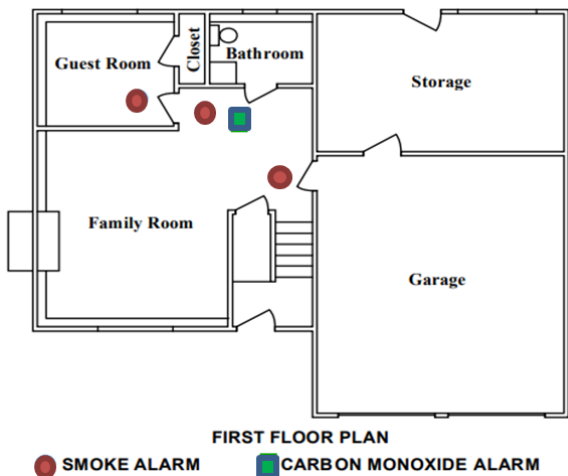 Guest Room
Closet
Bathroom
Storage
Family Room
Garage
FIRST FLOOR PLAN
SMOKE ALARM
CARBON MONOXIDE ALARM